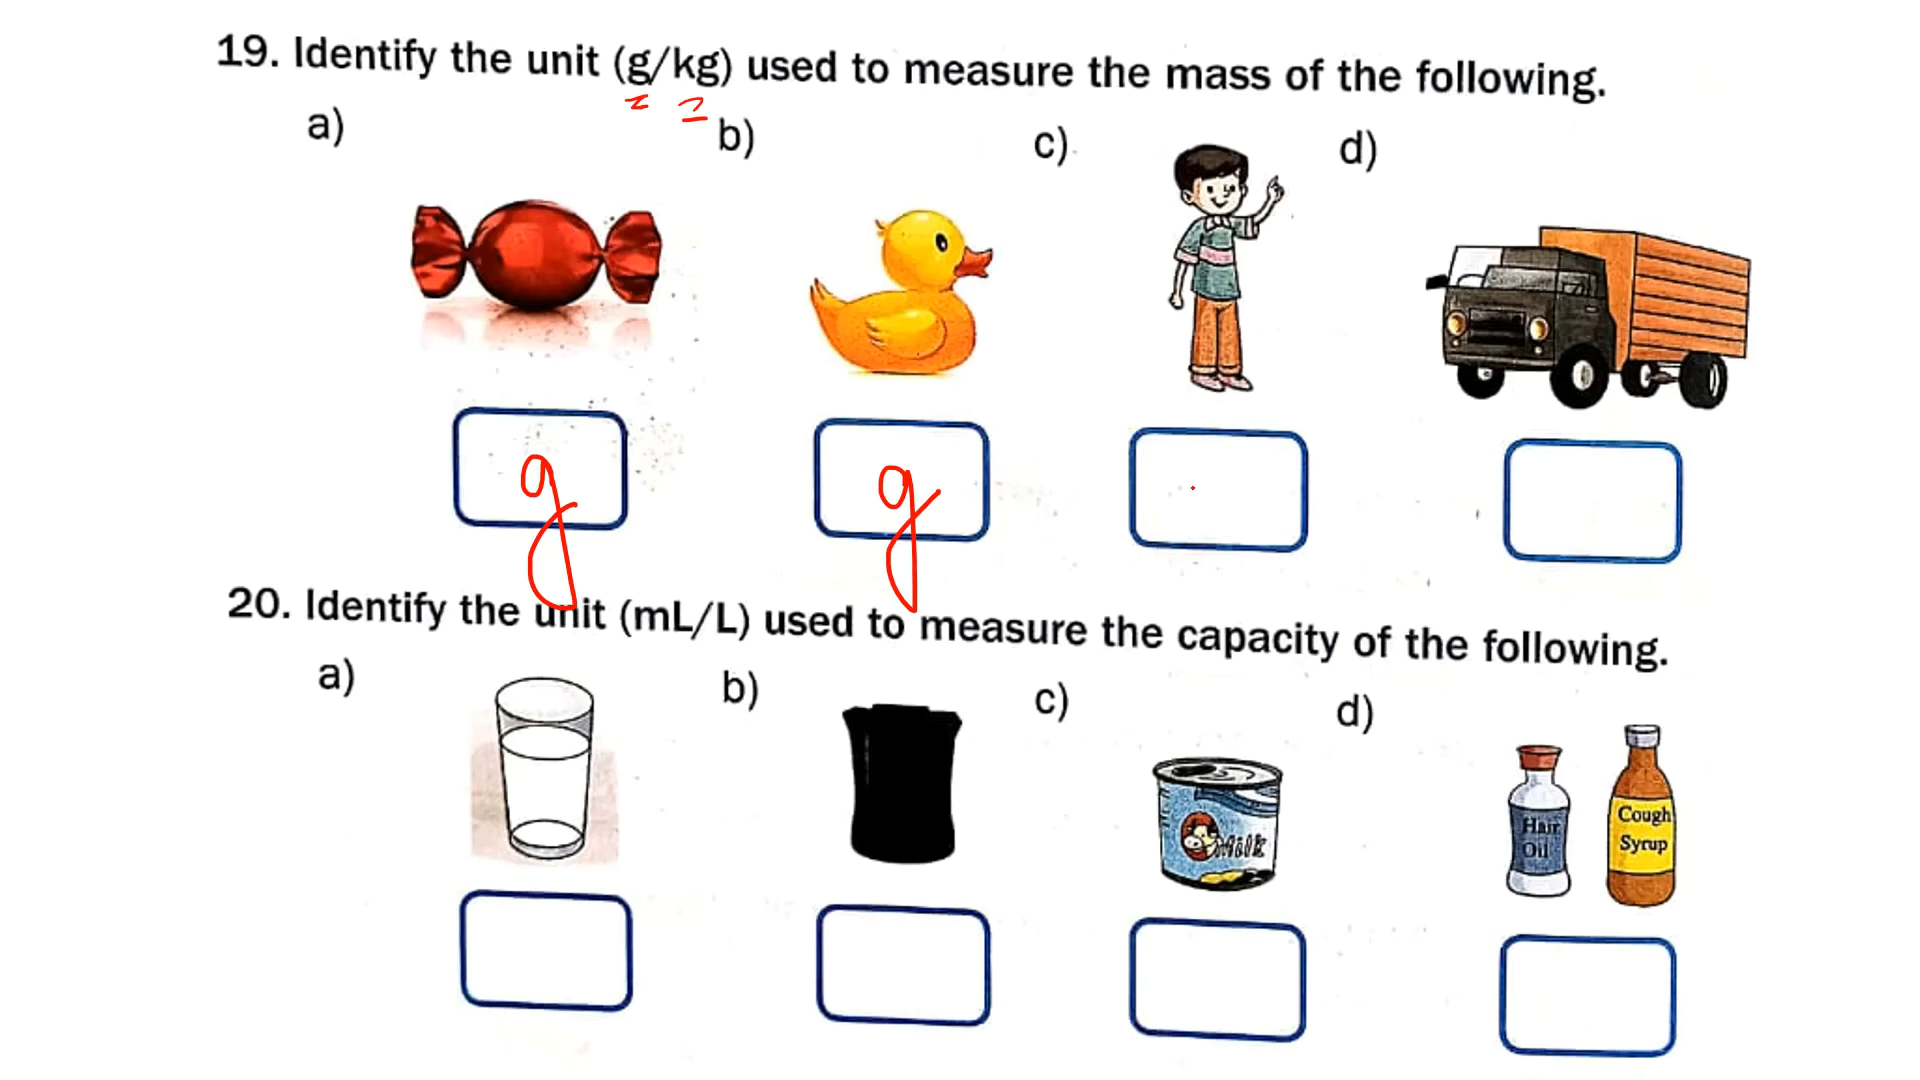 19. Identify the unit (g/kg) used to measure the mass of the following.
a) b) c) d)
g g
20. Identify the unit (mL/L) used to measure the capacity of the following.
a) b) c) d)
Milk
Hair Oil
Cough Syrup